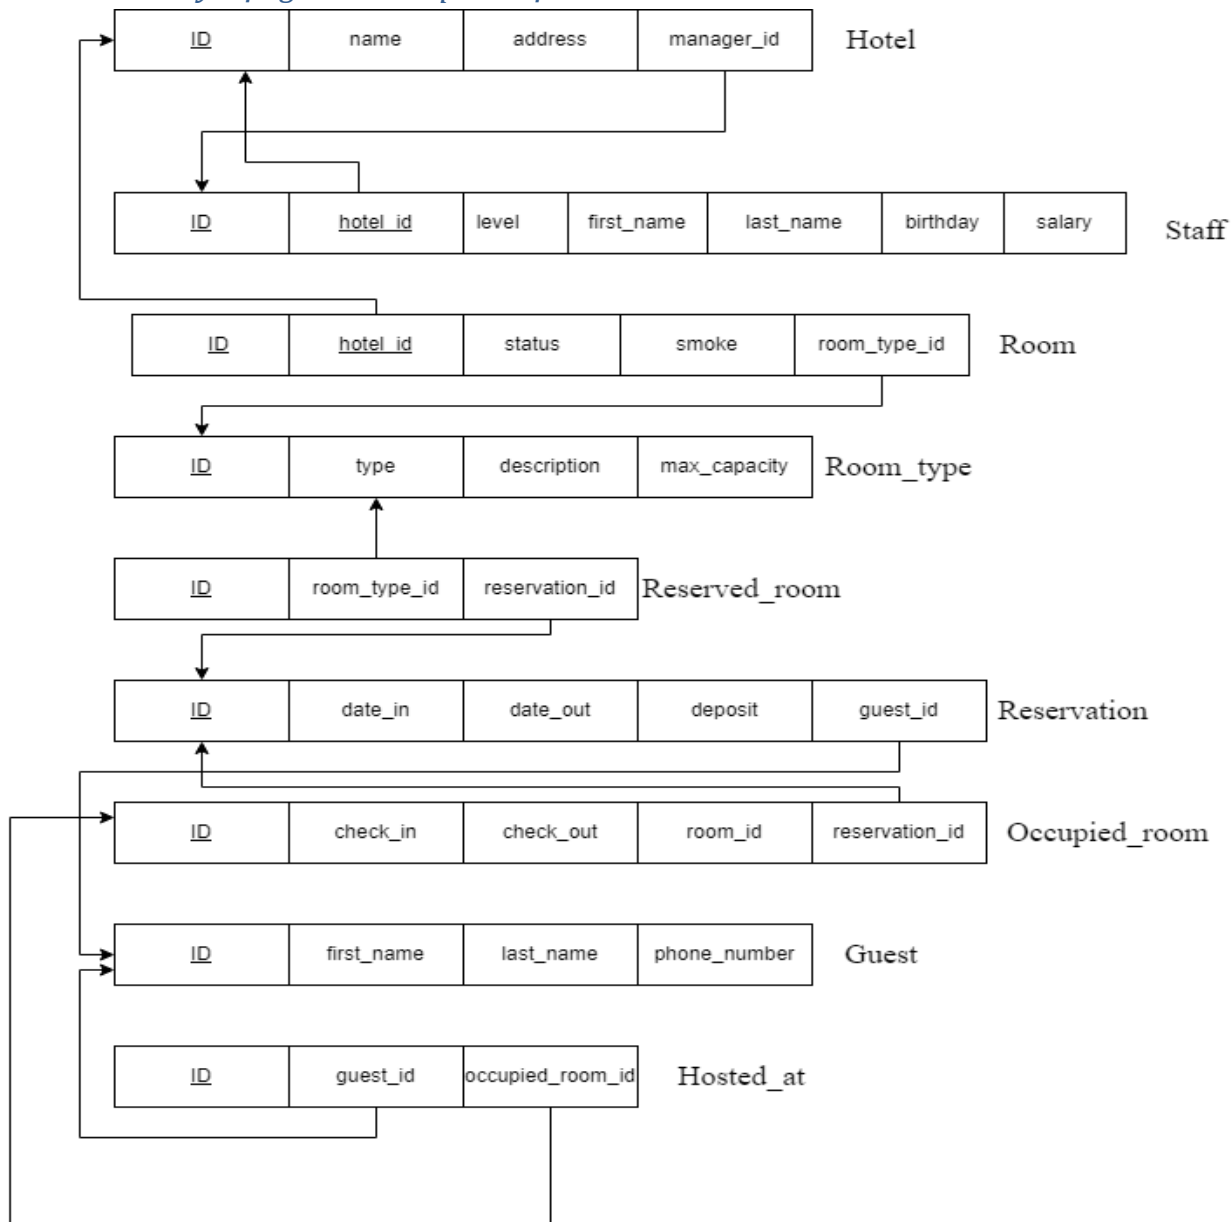 ID name address manager_id Hotel
ID hotel_id level first_name last_name birthday salary Staff
ID hotel_id status smoke room_type_id Room
ID type description max_capacity Room_type
ID room_type_id reservation_id Reserved_room
ID date_in date_out deposit guest_id Reservation
ID check_in check_out room_id reservation_id Occupied_room
ID first_name last_name phone_number Guest
ID guest_id occupied_room_id Hosted_at